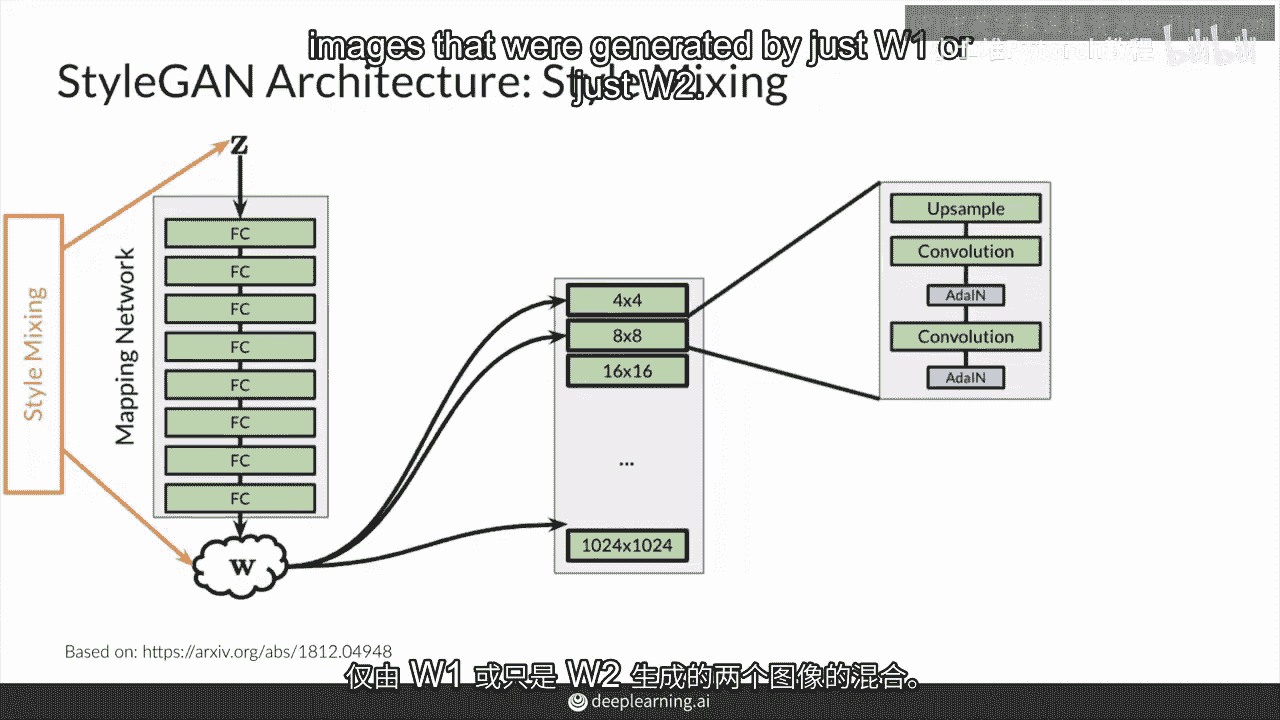 images that were generated by just W1 or
just W2.
StyleGAN Architecture: Style Mixing
z
FC
FC
FC
FC
FC
FC
FC
FC
Mapping Network
Style Mixing
w
4x4
8x8
16x16
...
1024x1024
Upsample
Convolution
AdaIN
Convolution
AdaIN
Based on: https://arxiv.org/abs/1812.04948
仅由 W1 或只是 W2 生成的两个图像的混合。
deeplearning.ai